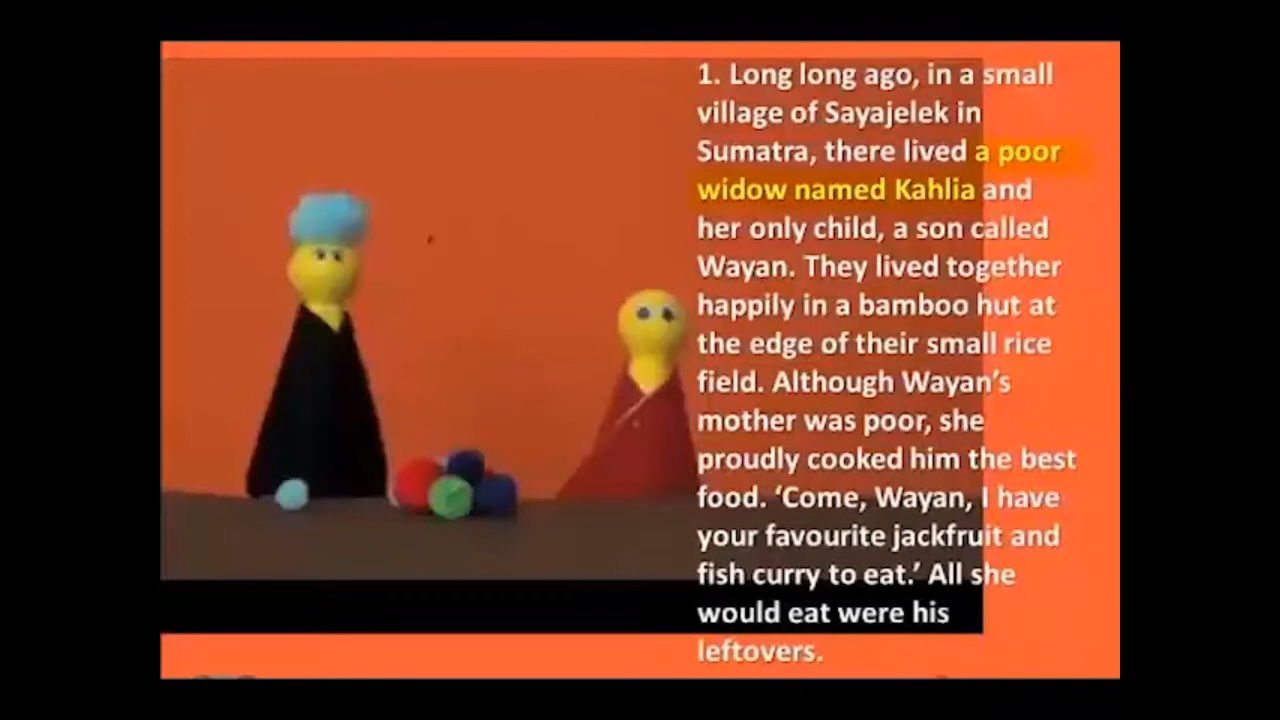 1. Long long ago, in a small
village of Sayajelek in
Sumatra, there lived a poor
widow named Kahlia and
her only child, a son called
Wayan. They lived together
happily in a bamboo hut at
the edge of their small rice
field. Although Wayan’s
mother was poor, she
proudly cooked him the best
food. ‘Come, Wayan, I have
your favourite jackfruit and
fish curry to eat.’ All she
would eat were his
leftovers.